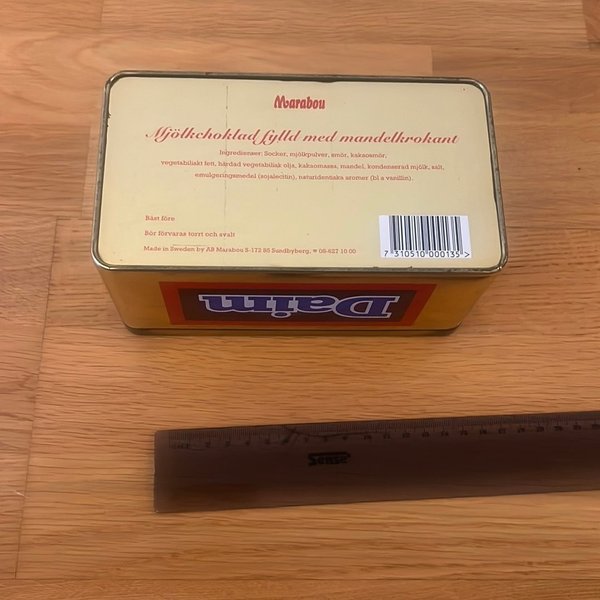 Marabou
Mjölkchoklad fylld med mandelkrokant
Ingredienser: Socker, mjölkpulver, smör, kakaosmör,
vegetabiliskt fett, härdad vegetabilisk olja, kakaomassa, mandel, kondenserad mjölk, salt,
emulgeringsmedel (sojalecitin), naturidentiska aromer (bl a vanillin).
Bäst före
Bör förvaras torrt och svalt
Made in Sweden by AB Marabou S-172 85 Sundbyberg, ☎ 08-627 10 00
7 310510 000135 >
Daim
Sense